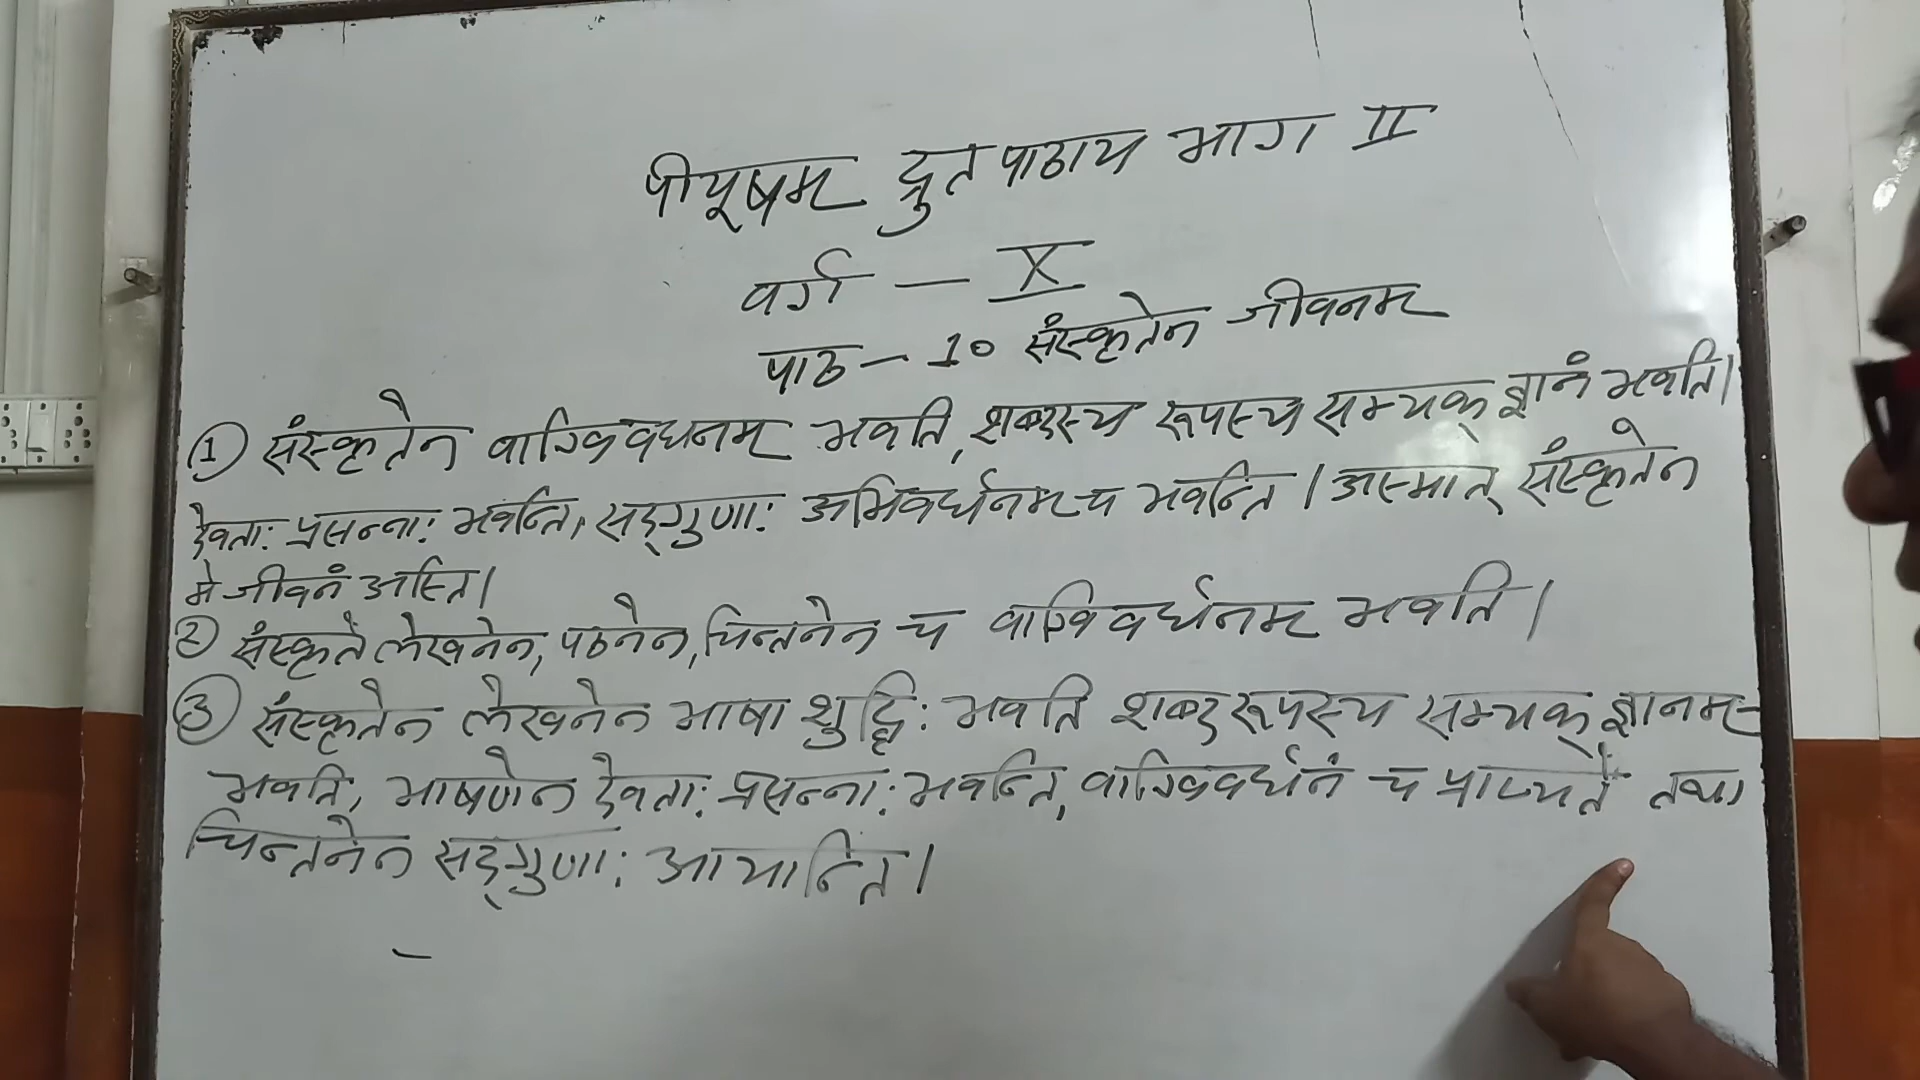 पीयूषम द्रुत पाठाय भाग II
वर्ग — X
पाठ — 10 संस्कृतेन जीवनम
① संस्कृतेन वाग्विवधनम भवति, शब्दस्य रूपस्य सम्यक् ज्ञानं भवति।
देवता: प्रसन्ना: भवन्ति, सद्गुणा: अभिवर्धनम च भवन्ति। अस्मात् संस्कृतेन
मे जीवनं अस्ति।
② संस्कृते लेखनेन, पठनेन, चिन्तनेन च वाग्विवर्धनम भवति।
③ संस्कृतेन लेखनेन भाषा शुद्धि: भवति शब्द रूपस्य सम्यक् ज्ञानम्
भवति, भाषणेन देवता: प्रसन्ना: भवन्ति, वाग्विवर्धनं च प्राप्यते तथा
चिन्तनेन सद्गुणा: आयान्ति।